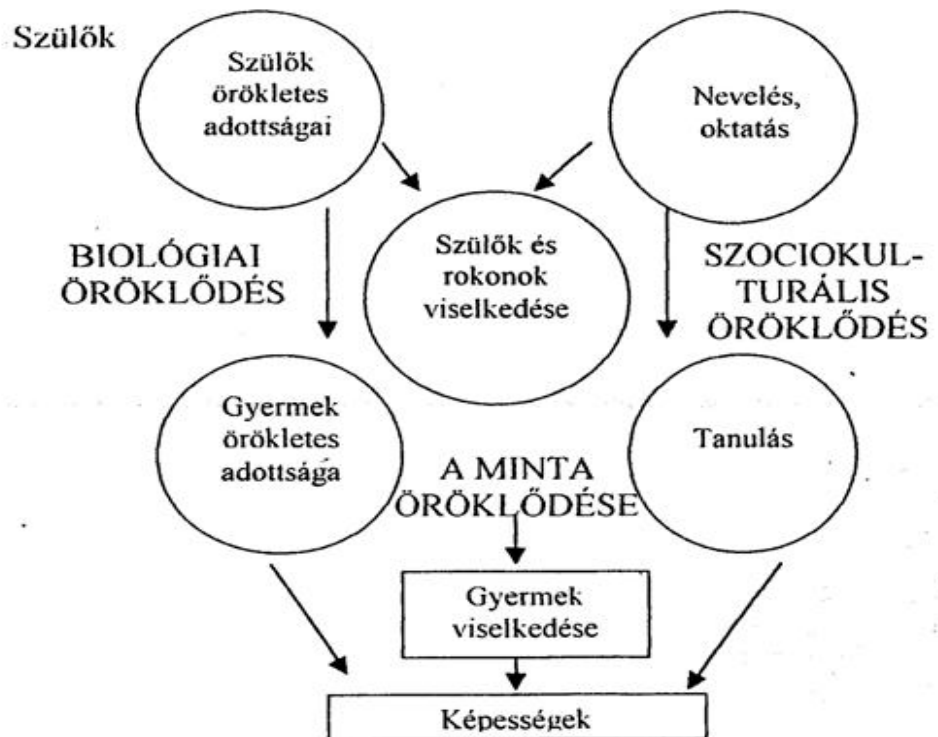 Szülők
Szülők
örökletes
adottságai
Nevelés,
oktatás
Szülők és
rokonok
viselkedése
BIOLÓGIAI
ÖRÖKLŐDÉS
SZOCIOKUL-
TURÁLIS
ÖRÖKLŐDÉS
Gyermek
örökletes
adottsága
Tanulás
A MINTA
ÖRÖKLŐDÉSE
Gyermek
viselkedése
Képességek